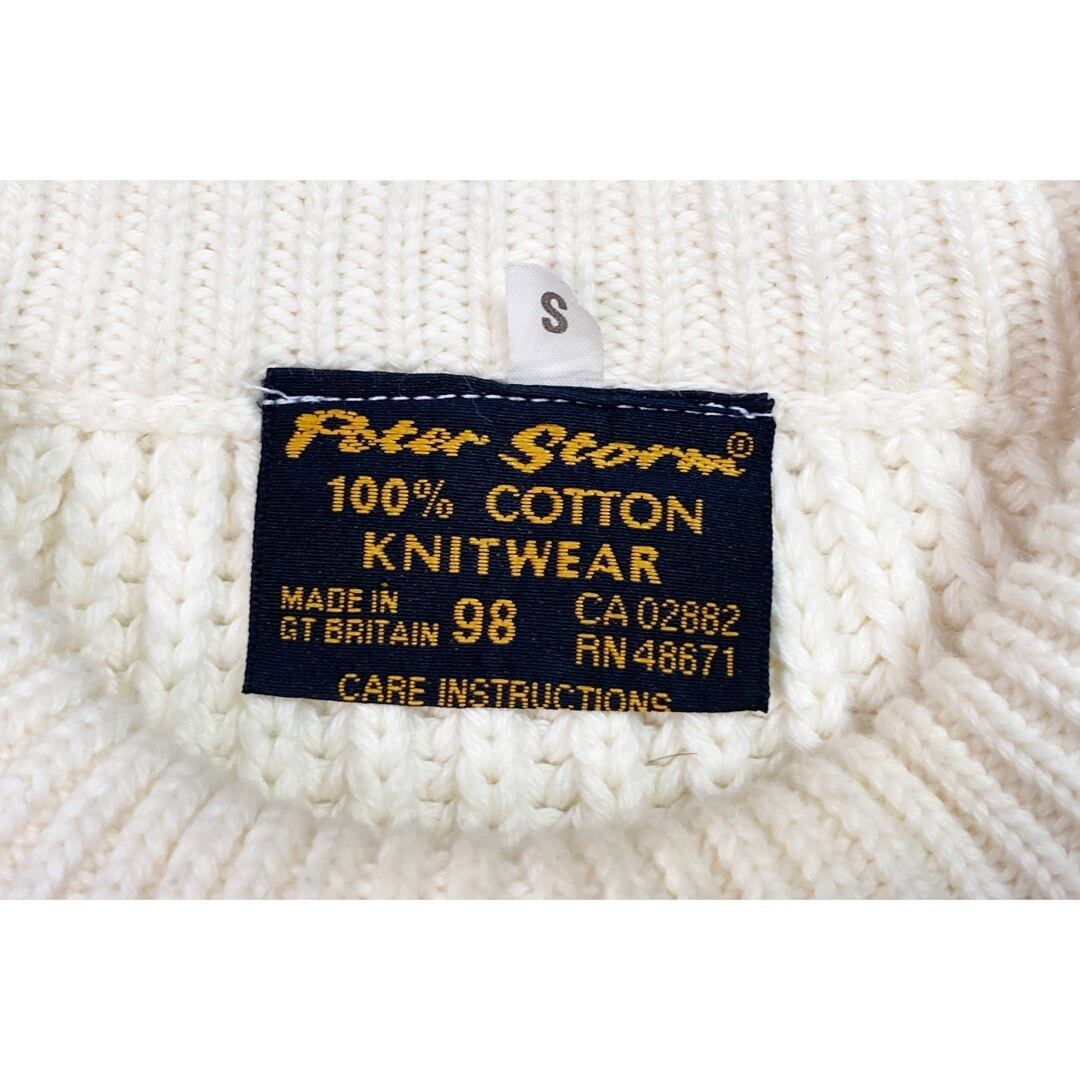 S
Peter Storm®
100% COTTON
KNITWEAR
MADE IN
GT BRITAIN
98
CA 02882
RN 48671
CARE INSTRUCTIONS